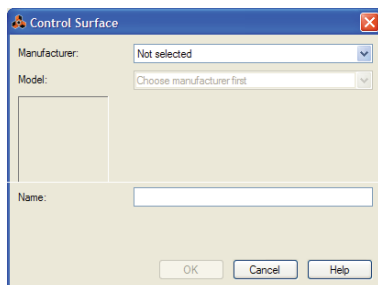 Control Surface
Manufacturer: Not selected
Model: Choose manufacturer first
Name:
OK Cancel Help